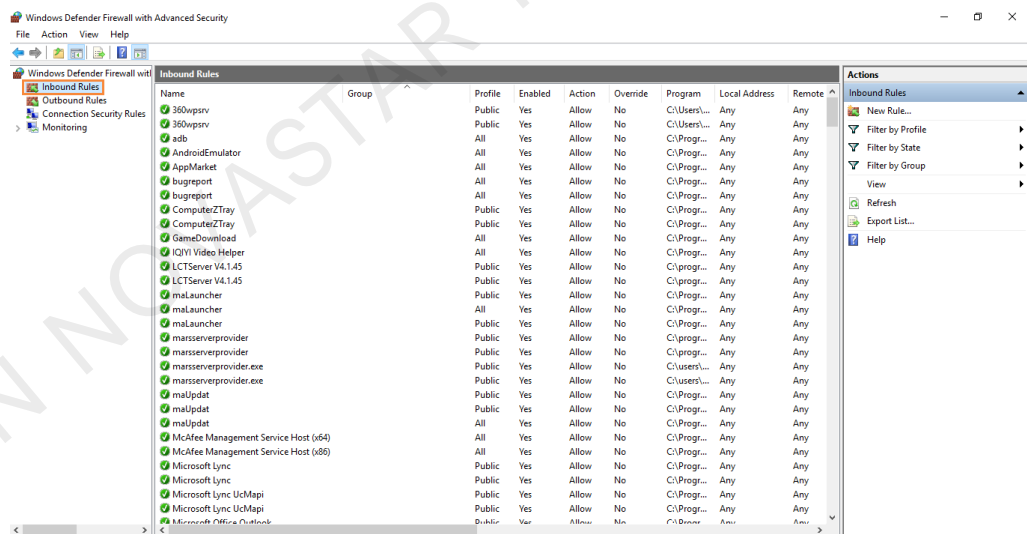 Windows Defender Firewall with Advanced Security
File Action View Help
Windows Defender Firewall witl
Inbound Rules
Outbound Rules
Connection Security Rules
Monitoring
Inbound Rules
Name Group Profile Enabled Action Override Program Local Address Remote
360wpsrv Public Yes Allow No C:\Users\... Any Any
360wpsrv Public Yes Allow No C:\Users\... Any Any
adb All Yes Allow No C:\Progr... Any Any
AndroidEmulator All Yes Allow No C:\Progr... Any Any
AppMarket All Yes Allow No C:\Progr... Any Any
bugreport All Yes Allow No C:\Progr... Any Any
bugreport All Yes Allow No C:\Progr... Any Any
ComputerZTray Public Yes Allow No C:\Progr... Any Any
ComputerZTray Public Yes Allow No C:\Progr... Any Any
GameDownload All Yes Allow No C:\Progr... Any Any
IQIYI Video Helper All Yes Allow No C:\Progr... Any Any
LCTServer V4.1.45 Public Yes Allow No C:\progr... Any Any
LCTServer V4.1.45 Public Yes Allow No C:\progr... Any Any
maLauncher Public Yes Allow No C:\Progr... Any Any
maLauncher All Yes Allow No C:\Progr... Any Any
maLauncher Public Yes Allow No C:\Progr... Any Any
marsserverprovider Public Yes Allow No C:\progr... Any Any
marsserverprovider Public Yes Allow No C:\progr... Any Any
marsserverprovider.exe Public Yes Allow No C:\users\... Any Any
marsserverprovider.exe Public Yes Allow No C:\users\... Any Any
maUpdat Public Yes Allow No C:\Progr... Any Any
maUpdat Public Yes Allow No C:\Progr... Any Any
maUpdat All Yes Allow No C:\Progr... Any Any
McAfee Management Service Host (x64) All Yes Allow No C:\Progr... Any Any
McAfee Management Service Host (x86) All Yes Allow No C:\Progr... Any Any
Microsoft Lync Public Yes Allow No C:\Progr... Any Any
Microsoft Lync Public Yes Allow No C:\Progr... Any Any
Microsoft Lync UcMapi Public Yes Allow No C:\Progr... Any Any
Microsoft Lync UcMapi Public Yes Allow No C:\Progr... Any Any
Microsoft Office Outlook Public Yes Allow No C:\Progr... Any Any
Actions
Inbound Rules
New Rule...
Filter by Profile
Filter by State
Filter by Group
View
Refresh
Export List...
Help
NOVASTAR